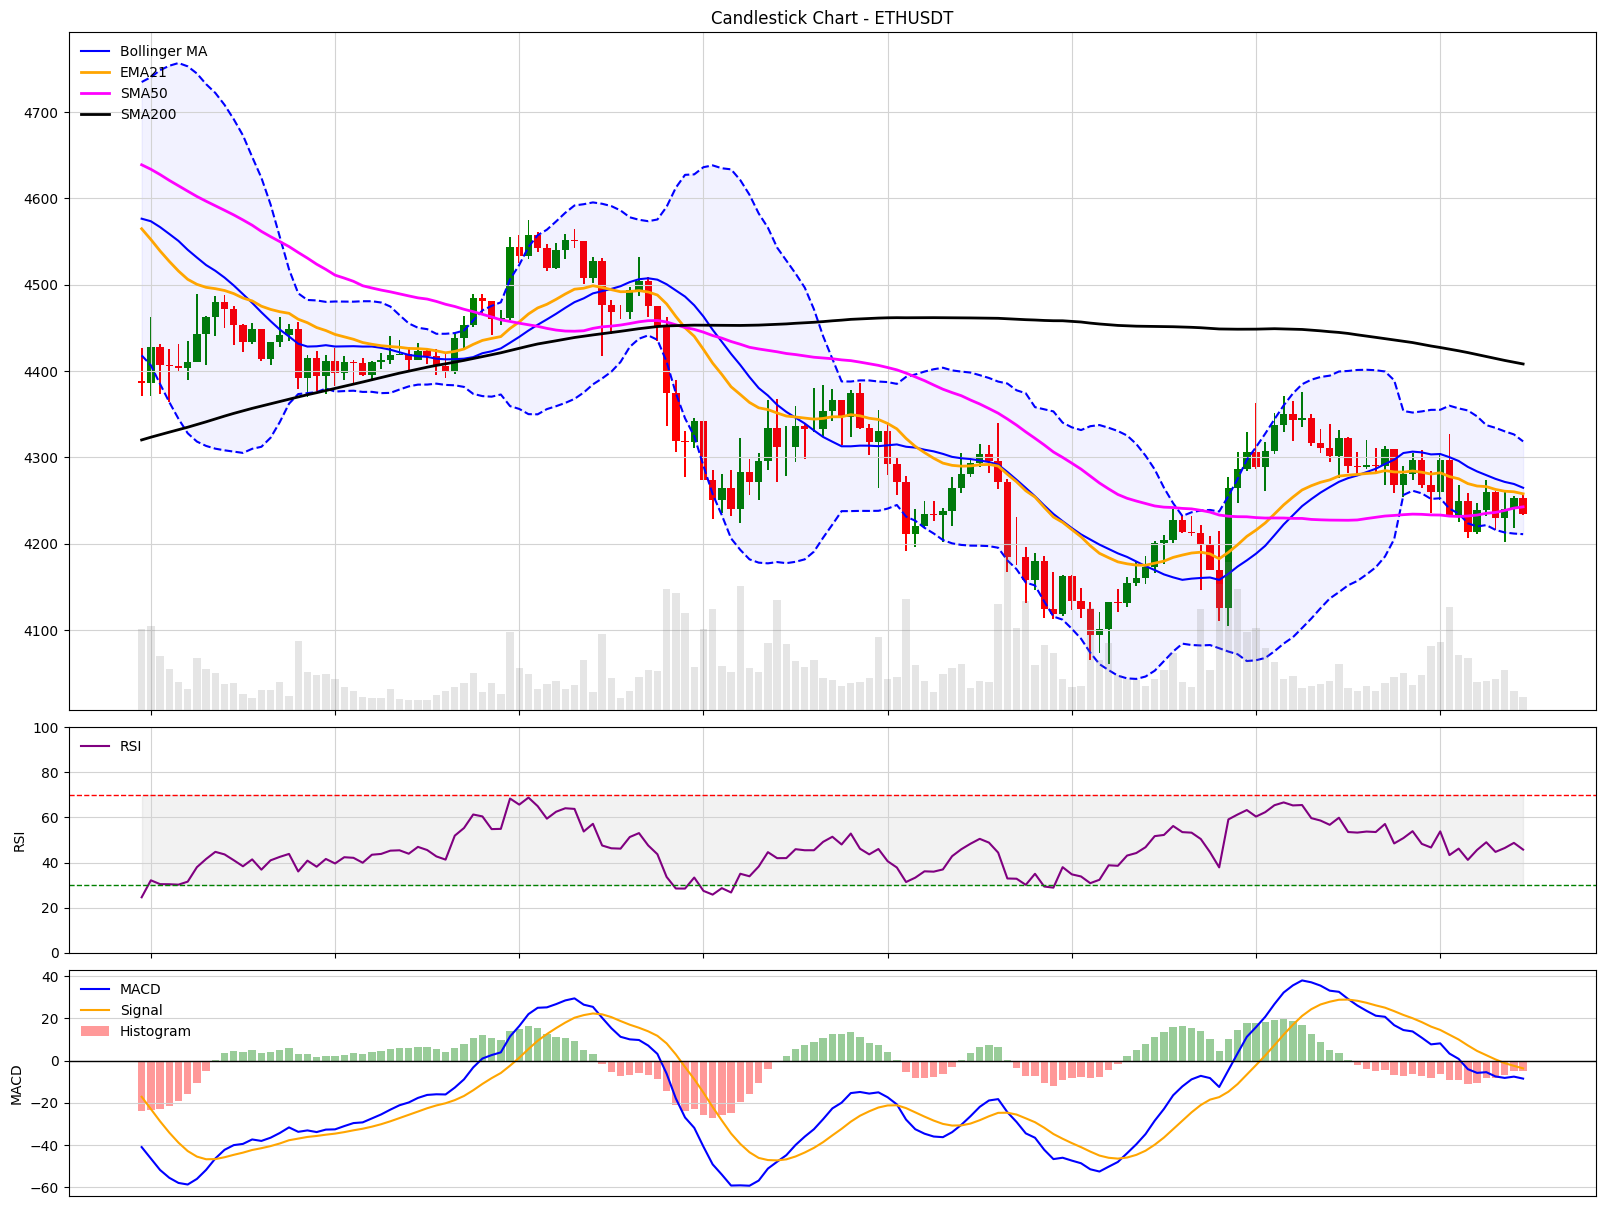 Candlestick Chart - ETHUSDT
Bollinger MA
EMA21
SMA50
SMA200
4700
4600
4500
4400
4300
4200
4100
RSI
100
80
60
40
20
0
RSI
MACD
Signal
Histogram
40
20
0
−20
−40
−60
MACD